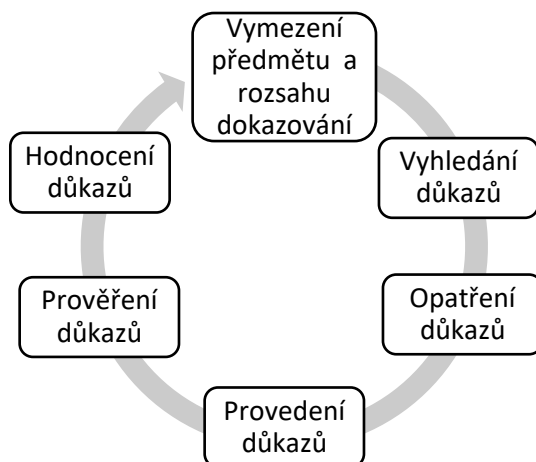 Vymezení
předmětu a
rozsahu
dokazování
Vyhledání
důkazů
Opatření
důkazů
Provedení
důkazů
Prověření
důkazů
Hodnocení
důkazů